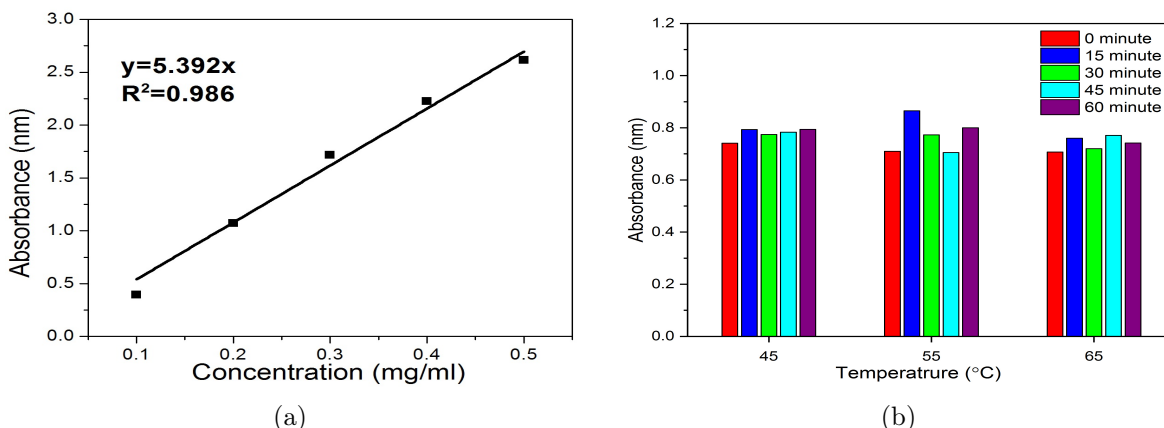 3.0
2.5
2.0
1.5
1.0
0.5
0.0
Absorbance (nm)
y=5.392x
R²=0.986
0.1 0.2 0.3 0.4 0.5
Concentration (mg/ml)
(a)
1.2
1.0
0.8
0.6
0.4
0.2
0.0
Absorbance (nm)
0 minute
15 minute
30 minute
45 minute
60 minute
45 55 65
Temperatrure (°C)
(b)